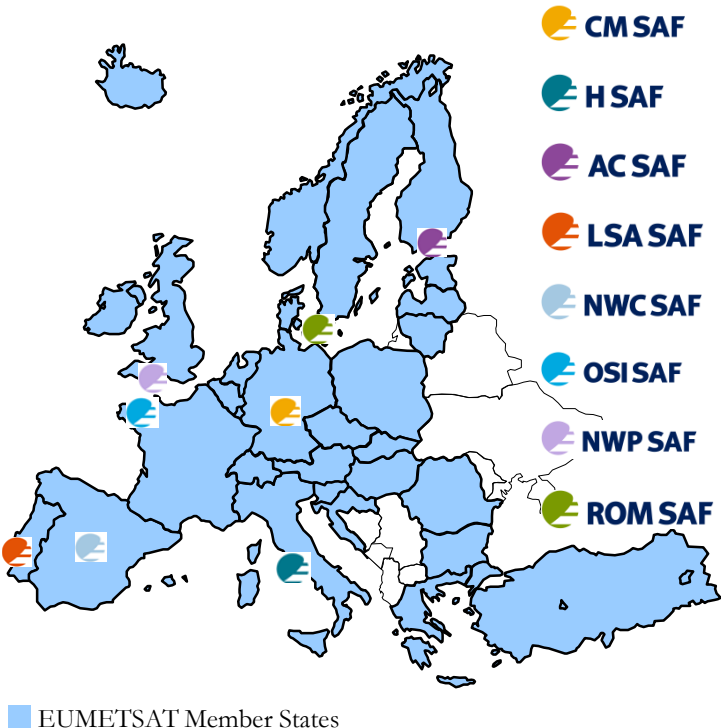 CM SAF
H SAF
AC SAF
LSA SAF
NWC SAF
OSI SAF
NWP SAF
ROM SAF
EUMETSAT Member States